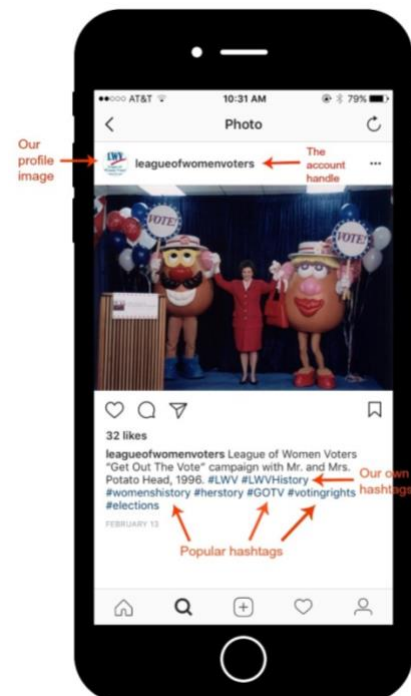 AT&T 10:31 AM 79%
Photo
Our
profile
image
LWV
leagueofwomenvoters
The
account
handle
VOTE!
VOTE!
32 likes
leagueofwomenvoters League of Women Voters
"Get Out The Vote" campaign with Mr. and Mrs.
Potato Head, 1996. #LWV #LWVHistory
#womenshistory #herstory #GOTV #votingrights
#elections
Our own
hashtags
FEBRUARY 13
Popular hashtags